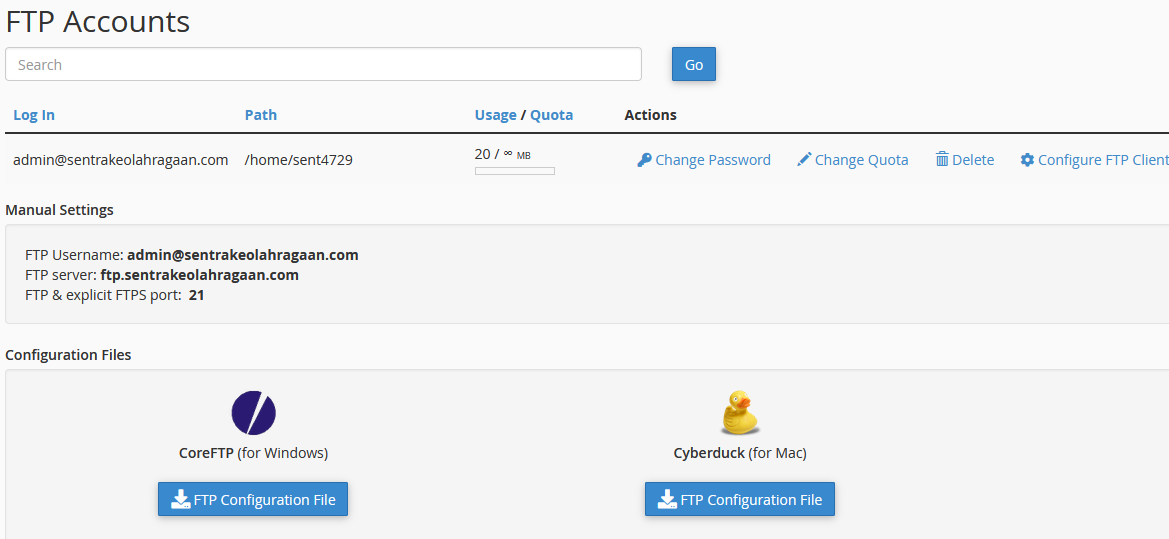 FTP Accounts
Search
Go
Log In Path Usage / Quota Actions
admin@sentrakeolahragaan.com /home/sent4729 20 / ∞ MB Change Password Change Quota Delete Configure FTP Client
Manual Settings
FTP Username: admin@sentrakeolahragaan.com
FTP server: ftp.sentrakeolahragaan.com
FTP & explicit FTPS port: 21
Configuration Files
CoreFTP (for Windows) Cyberduck (for Mac)
FTP Configuration File FTP Configuration File